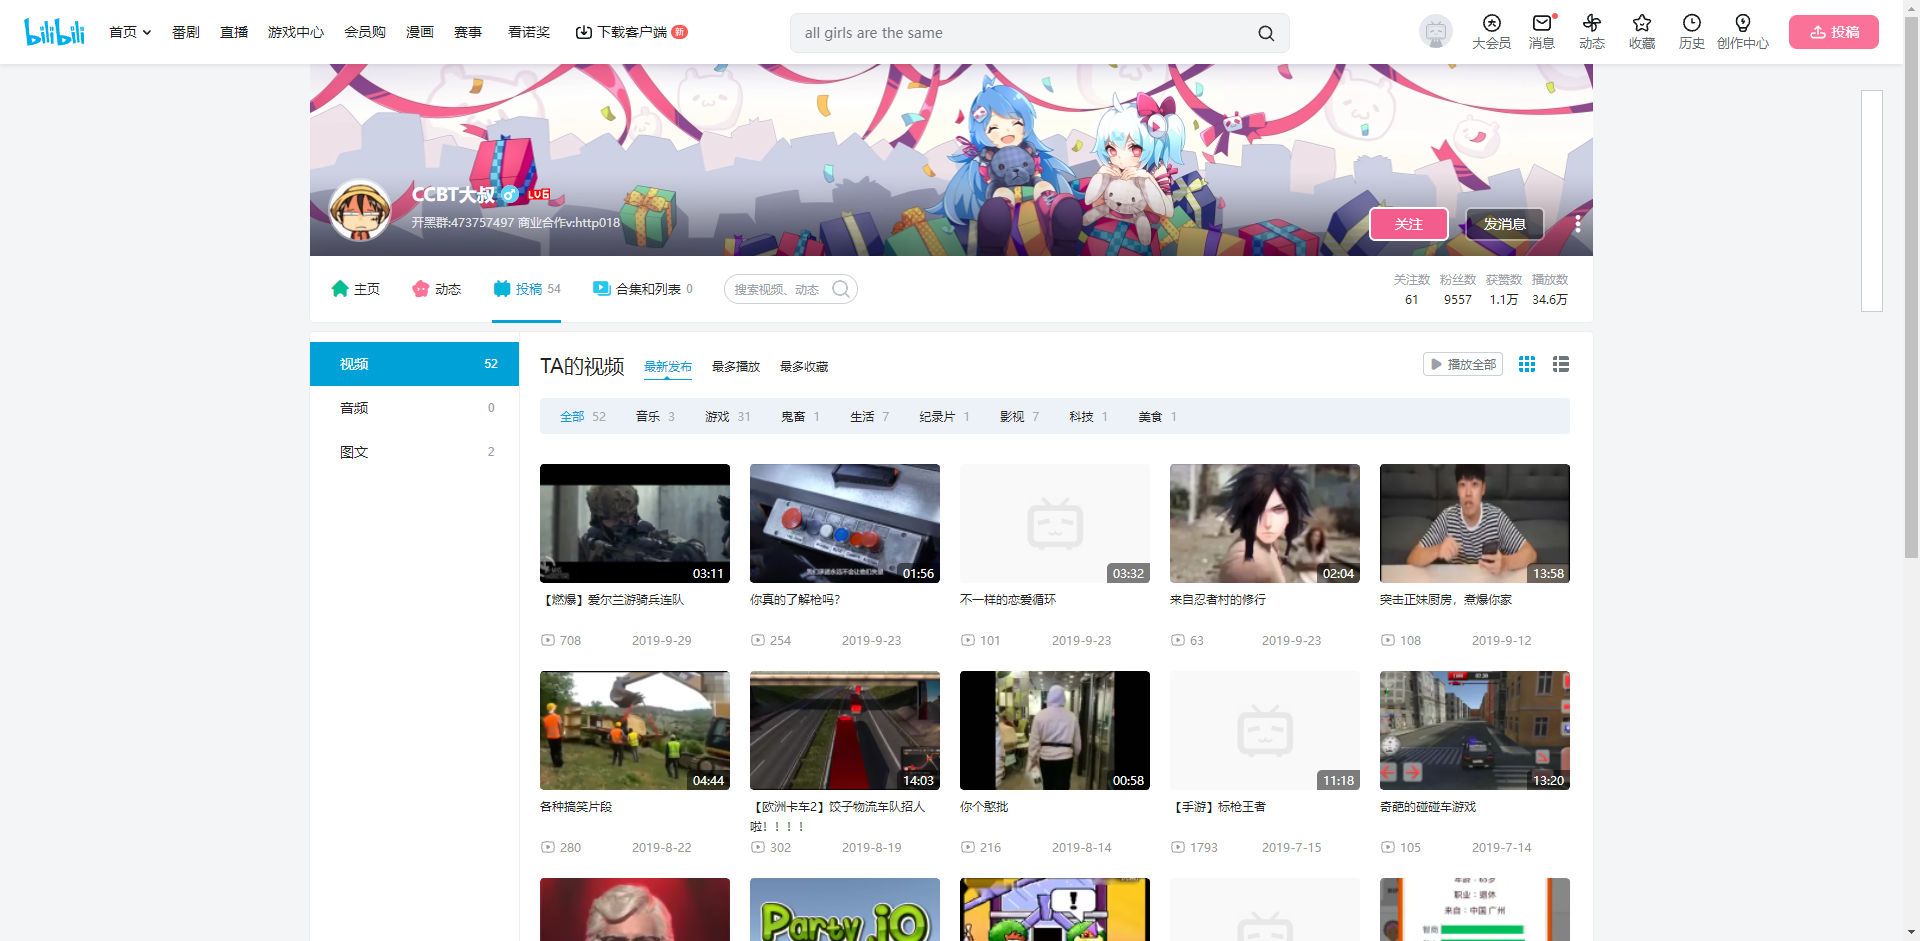 bilibili 首页 番剧 直播 游戏中心 会员购 漫画 赛事 看诺奖 下载客户端 新 all girls are the same 大会员 消息 动态 收藏 历史 创作中心 投稿
CCBT大叔 LV6
开黑群:473757497 商业合作v:http018
关注 发消息
主页 动态 投稿 54 合集和列表 0 搜索视频、动态
关注数 粉丝数 获赞数 播放数
61 9557 1.1万 34.6万
视频 52
音频 0
图文 2
TA的视频 最新发布 最多播放 最多收藏 播放全部
全部 52 音乐 3 游戏 31 鬼畜 1 生活 7 纪录片 1 影视 7 科技 1 美食 1
03:11 01:56 03:32 02:04 13:58
【燃爆】爱尔兰游骑兵连队 你真的了解枪吗? 不一样的恋爱循环 来自忍者村的修行 突击正妹厨房，煮爆你家
708 2019-9-29 254 2019-9-23 101 2019-9-23 63 2019-9-23 108 2019-9-12
04:44 14:03 00:58 11:18 13:20
各种搞笑片段 【欧洲卡车2】饺子物流车队招人 你个憨批 【手游】标枪王者 奇葩的碰碰车游戏
啦！！！！
280 2019-8-22 302 2019-8-19 216 2019-8-14 1793 2019-7-15 105 2019-7-14
Party.iO
职业：退休
来自：中国 广州
智商